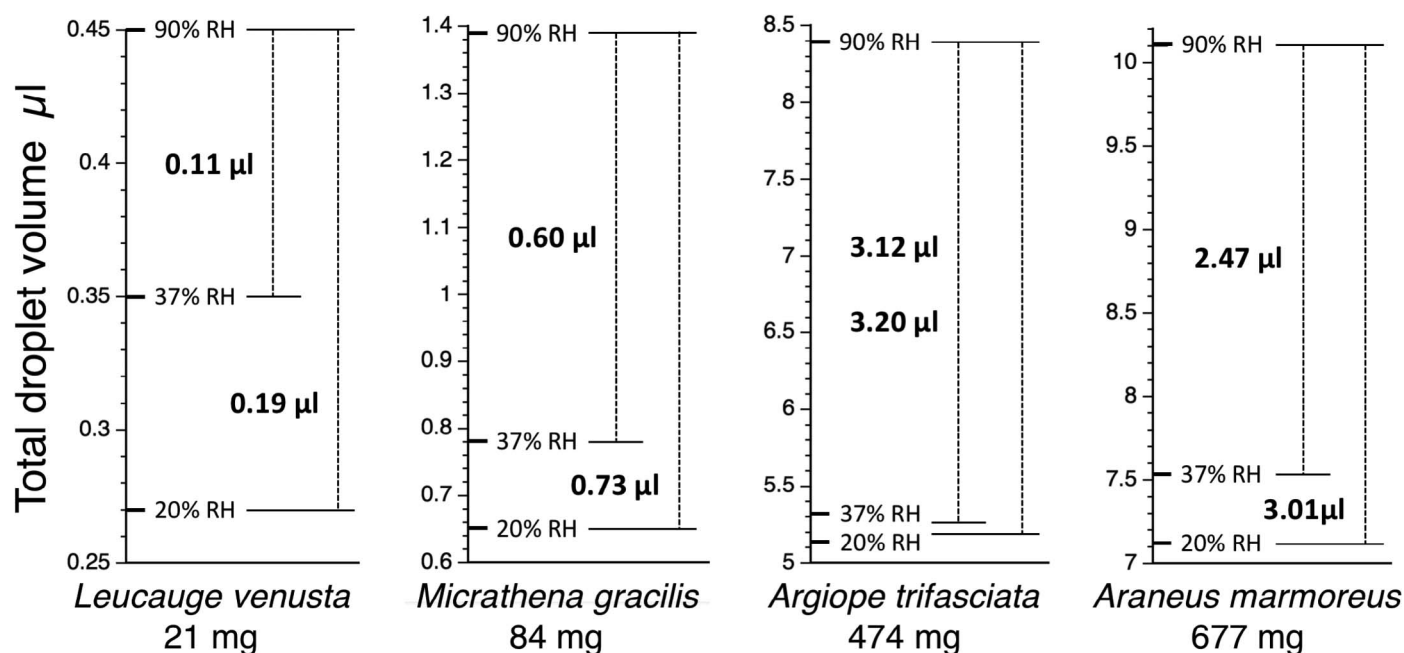 Total droplet volume µl
0.45
0.4
0.35
0.3
0.25
90% RH
0.11 µl
37% RH
0.19 µl
20% RH
Leucauge venusta
21 mg
1.4
1.3
1.2
1.1
1
0.9
0.8
0.7
0.6
90% RH
0.60 µl
37% RH
0.73 µl
20% RH
Micrathena gracilis
84 mg
8.5
8
7.5
7
6.5
6
5.5
5
90% RH
3.12 µl
3.20 µl
37% RH
20% RH
Argiope trifasciata
474 mg
10
9.5
9
8.5
8
7.5
7
90% RH
2.47 µl
37% RH
3.01µl
20% RH
Araneus marmoreus
677 mg